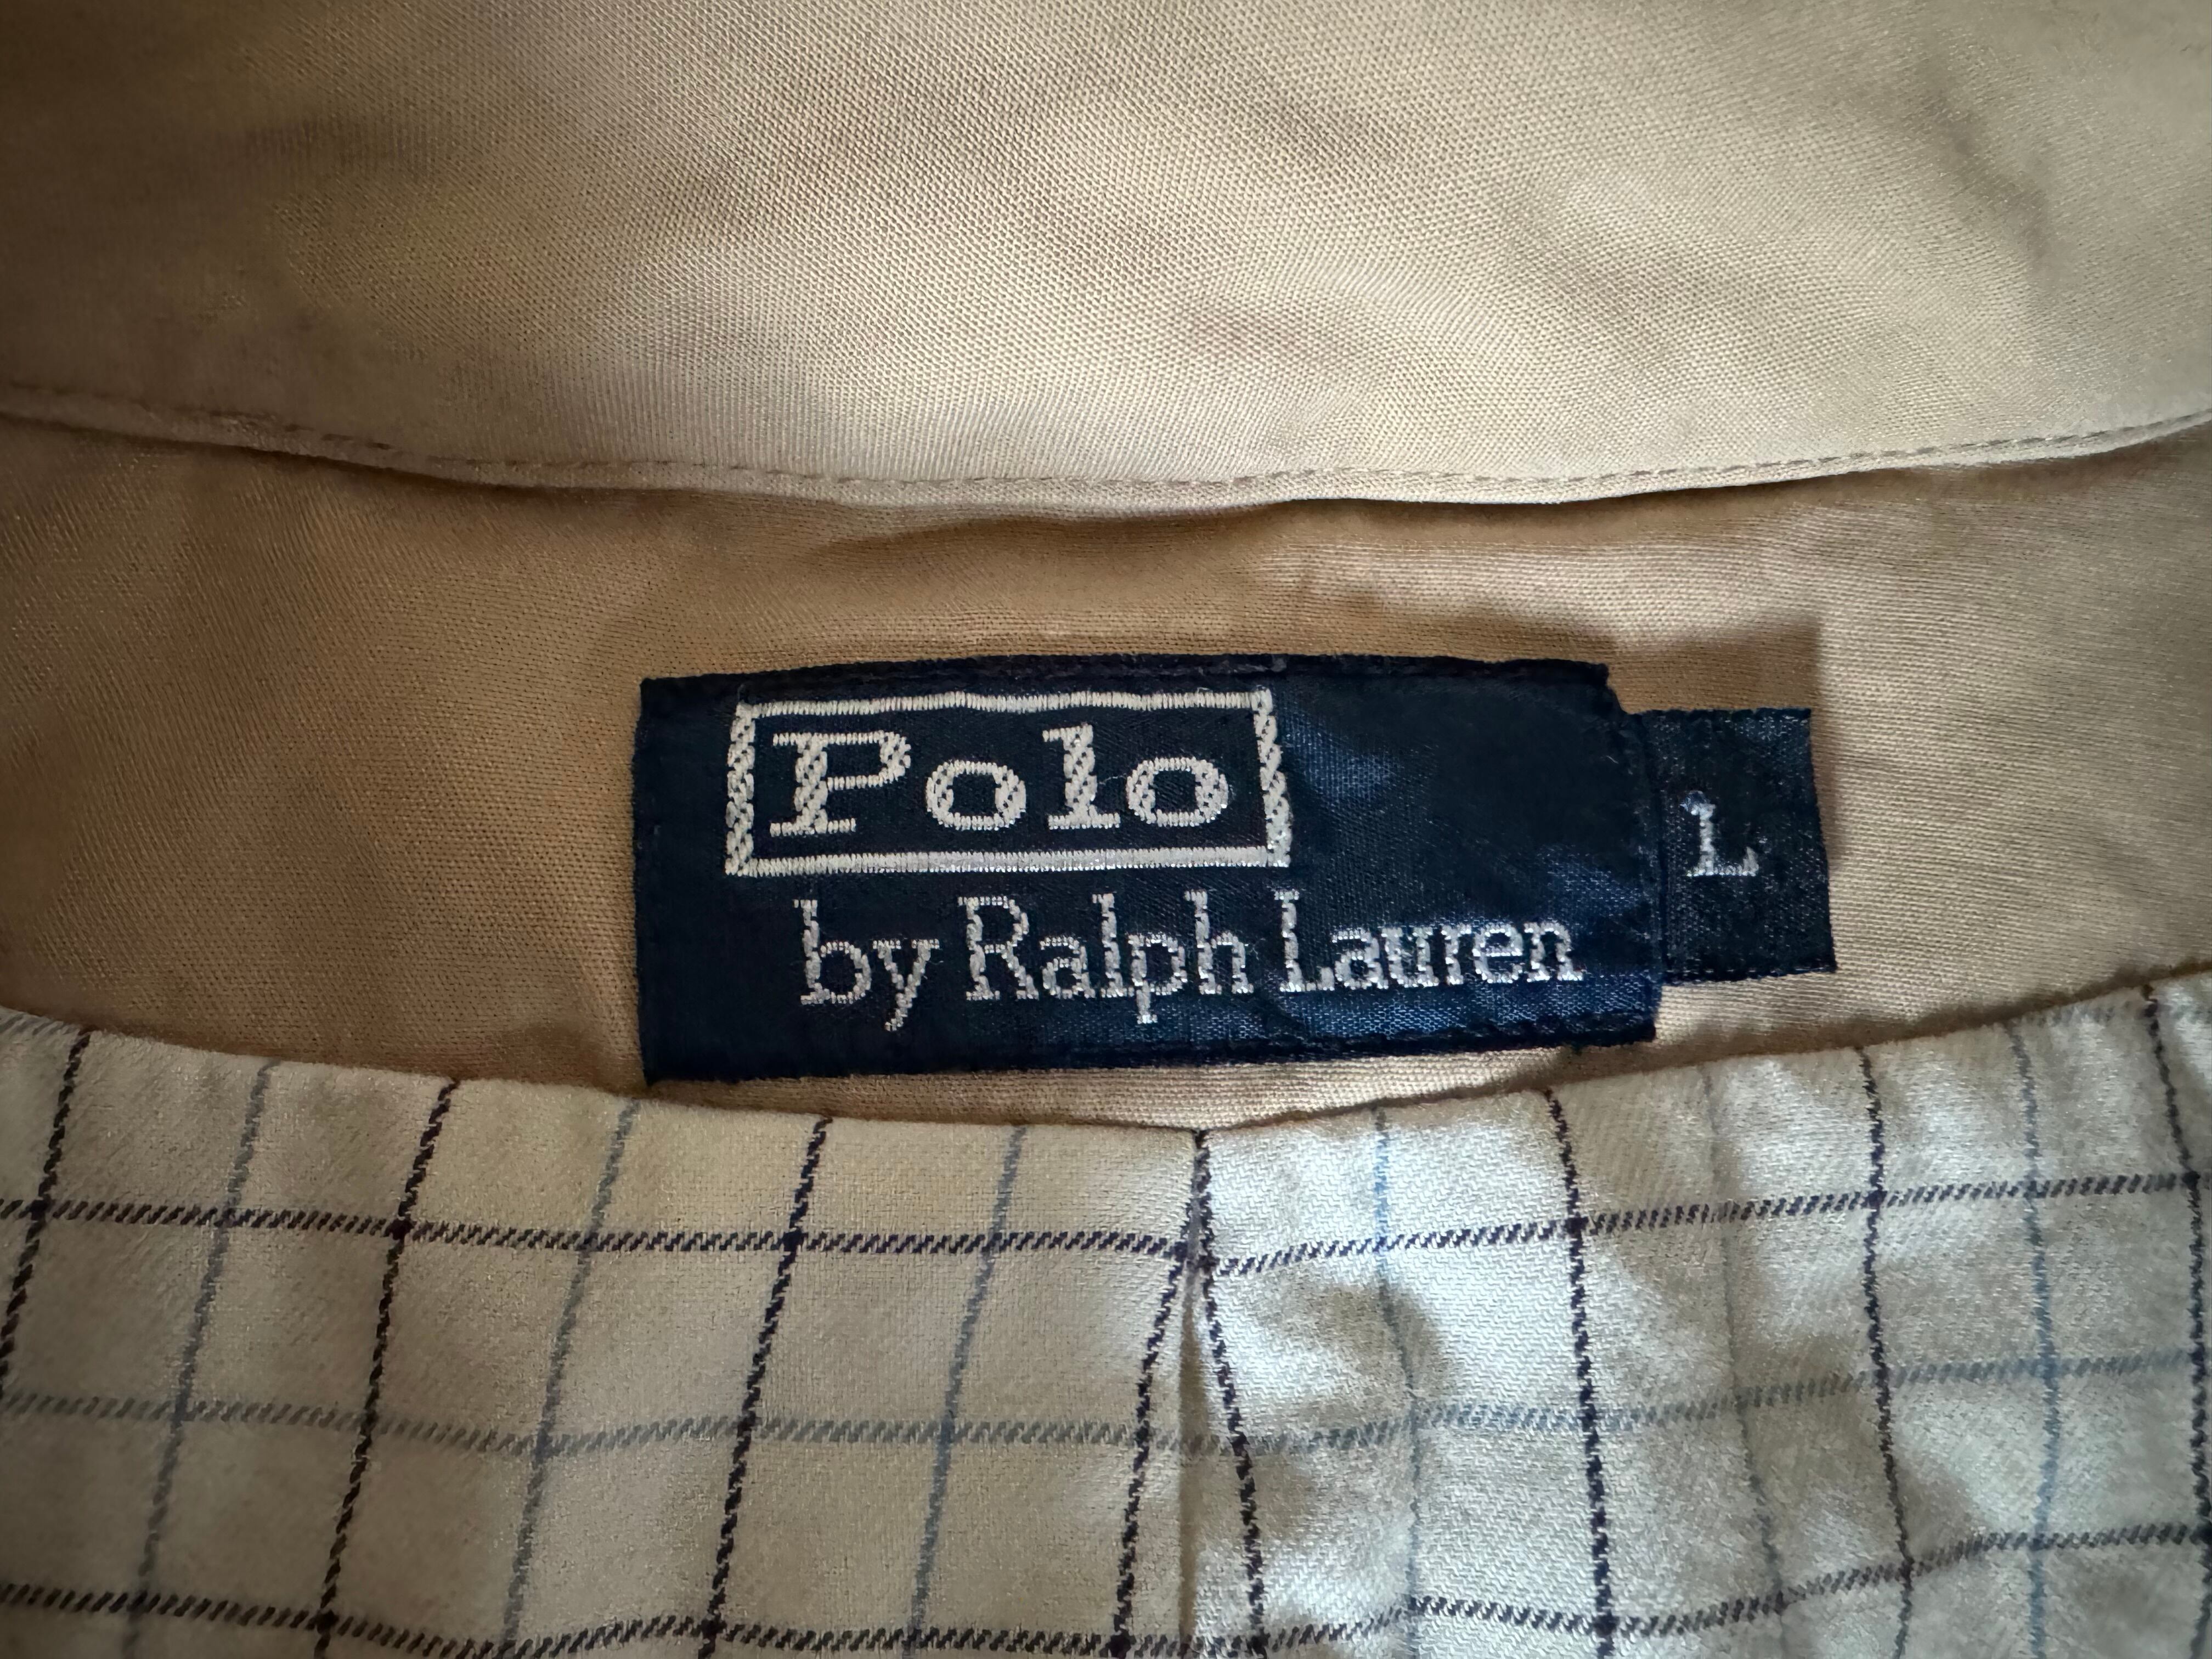 Polo
by Ralph Lauren
L